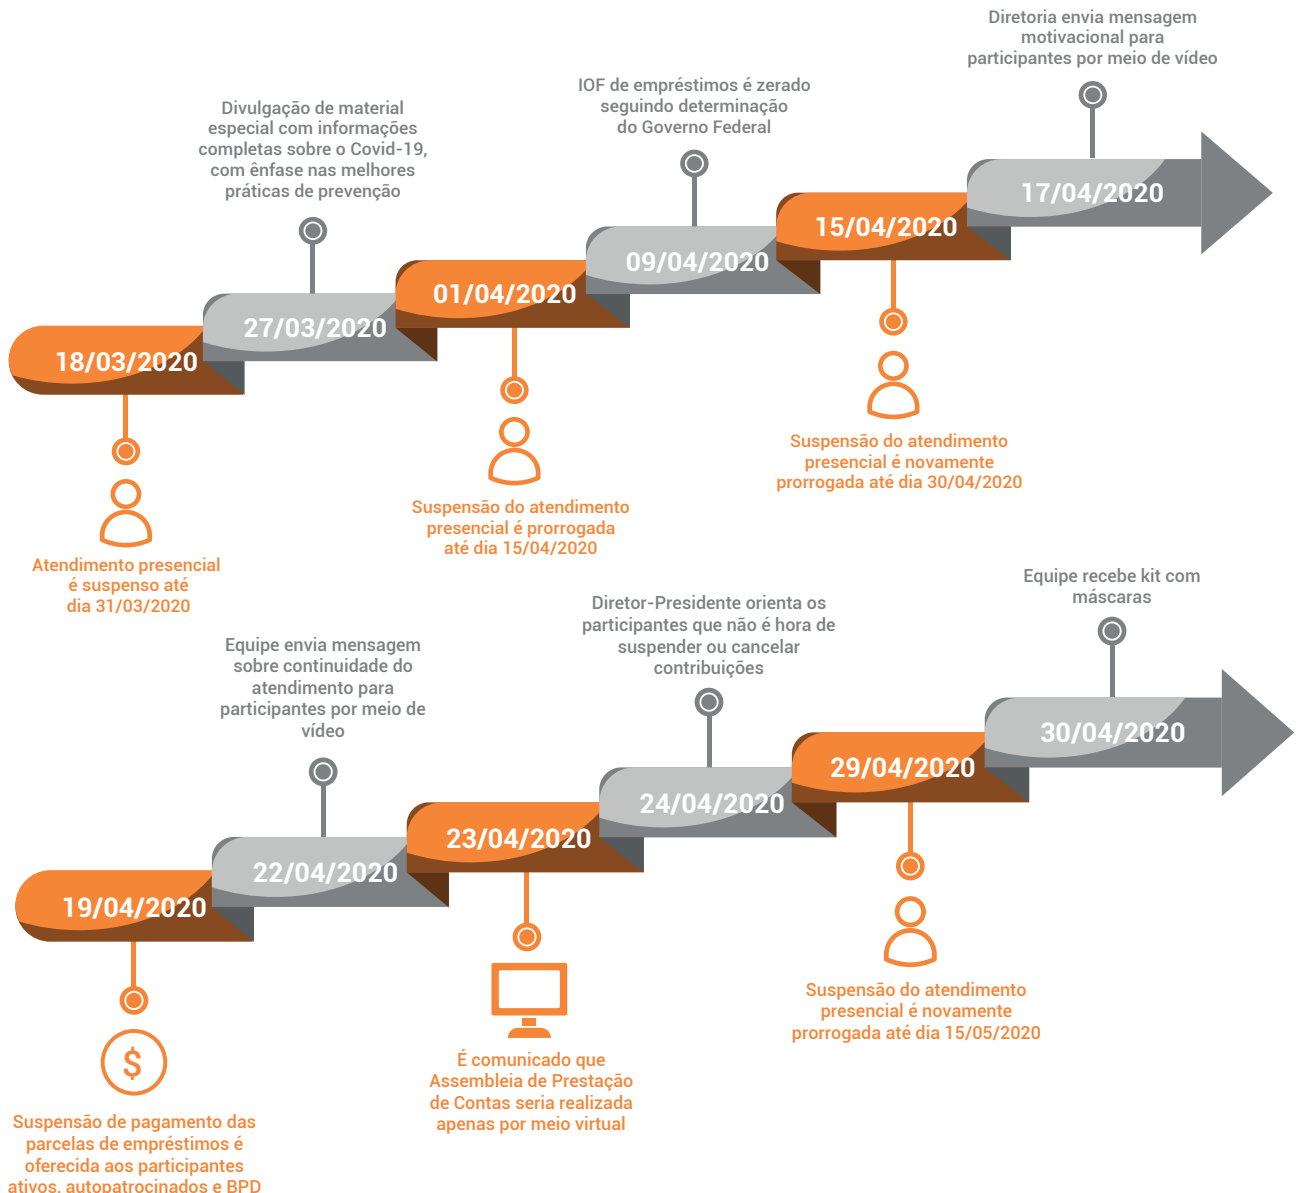 18/03/2020
Atendimento presencial
é suspenso até
dia 31/03/2020
Divulgação de material
especial com informações
completas sobre o Covid-19,
com ênfase nas melhores
práticas de prevenção
27/03/2020
01/04/2020
Suspensão do atendimento
presencial é prorrogada
até dia 15/04/2020
IOF de empréstimos é zerado
seguindo determinação
do Governo Federal
09/04/2020
15/04/2020
Suspensão do atendimento
presencial é novamente
prorrogada até dia 30/04/2020
Diretoria envia mensagem
motivacional para
participantes por meio de vídeo
17/04/2020
19/04/2020
$
Suspensão de pagamento das
parcelas de empréstimos é
oferecida aos participantes
ativos, autopatrocinados e BPD
Equipe envia mensagem
sobre continuidade do
atendimento para
participantes por meio de
vídeo
22/04/2020
23/04/2020
É comunicado que
Assembleia de Prestação
de Contas seria realizada
apenas por meio virtual
Diretor-Presidente orienta os
participantes que não é hora de
suspender ou cancelar
contribuições
24/04/2020
29/04/2020
Suspensão do atendimento
presencial é novamente
prorrogada até dia 15/05/2020
Equipe recebe kit com
máscaras
30/04/2020